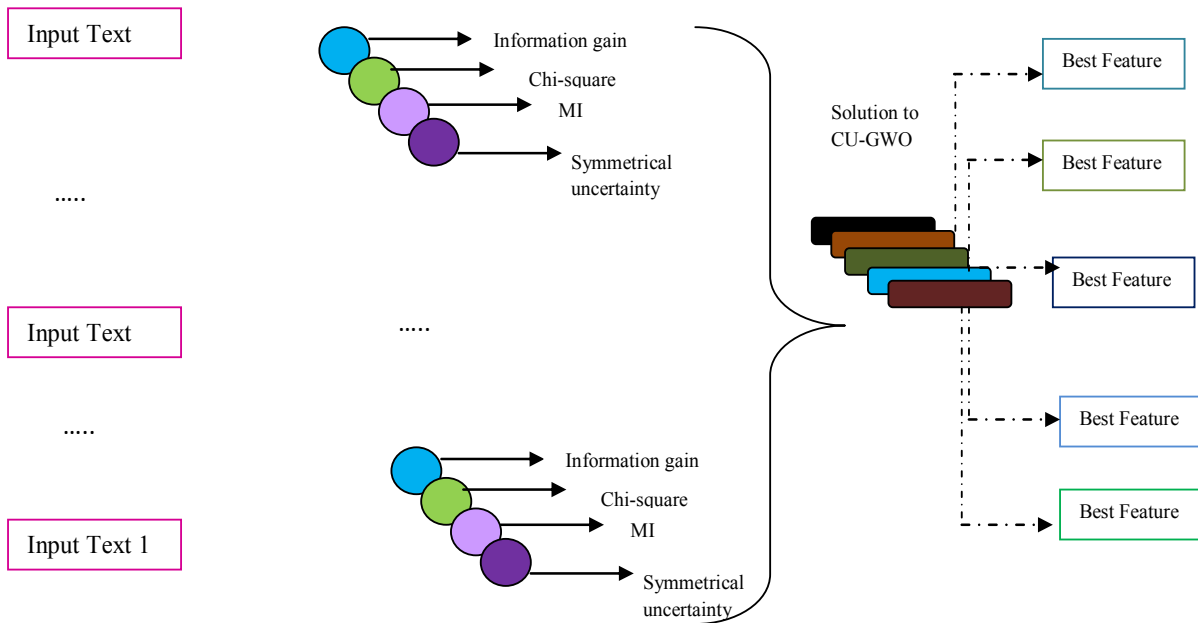 Input Text
.....
Input Text
.....
Input Text 1
Information gain
Chi-square
MI
Symmetrical
uncertainty
.....
Information gain
Chi-square
MI
Symmetrical
uncertainty
Solution to
CU-GWO
Best Feature
Best Feature
Best Feature
Best Feature
Best Feature